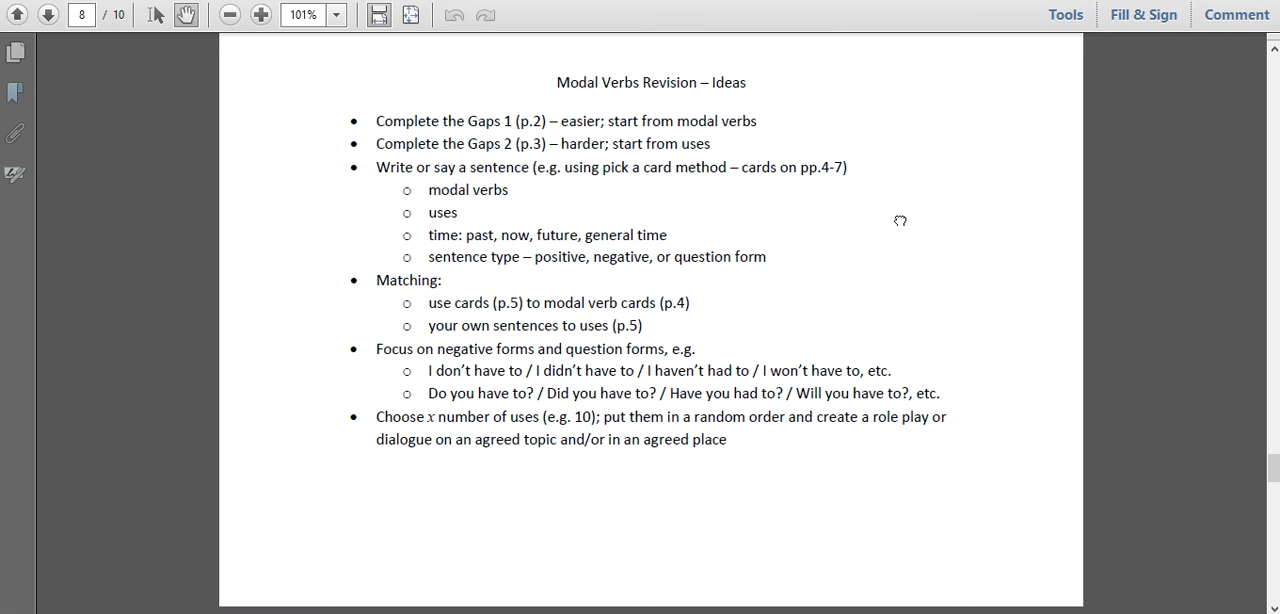 8 / 10 101% Tools Fill & Sign Comment
Modal Verbs Revision – Ideas
• Complete the Gaps 1 (p.2) – easier; start from modal verbs
• Complete the Gaps 2 (p.3) – harder; start from uses
• Write or say a sentence (e.g. using pick a card method – cards on pp.4-7)
o modal verbs
o uses
o time: past, now, future, general time
o sentence type – positive, negative, or question form
• Matching:
o use cards (p.5) to modal verb cards (p.4)
o your own sentences to uses (p.5)
• Focus on negative forms and question forms, e.g.
o I don’t have to / I didn’t have to / I haven’t had to / I won’t have to, etc.
o Do you have to? / Did you have to? / Have you had to? / Will you have to?, etc.
• Choose x number of uses (e.g. 10); put them in a random order and create a role play or
dialogue on an agreed topic and/or in an agreed place